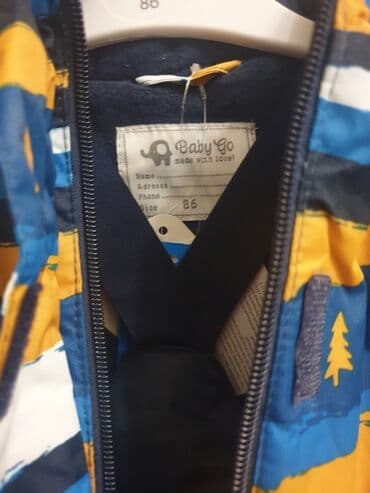 86
Baby Go
made with love!
Name
Adress
Phone
Size 86